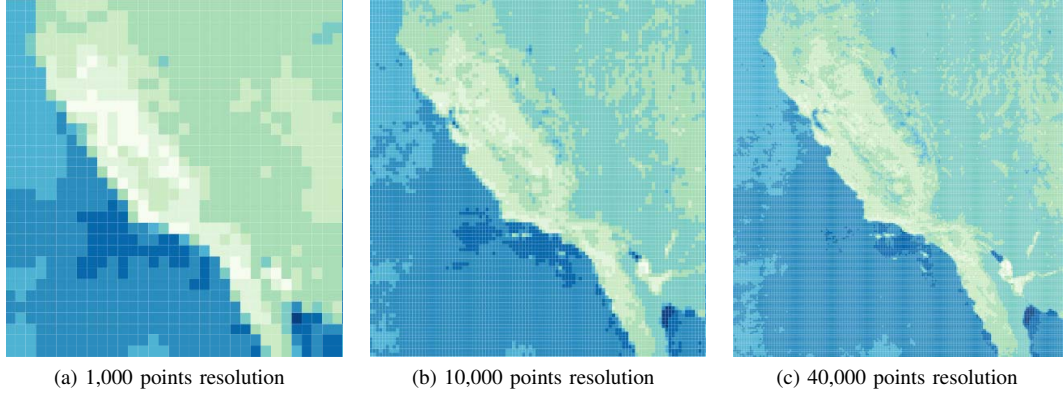 (a) 1,000 points resolution
(b) 10,000 points resolution
(c) 40,000 points resolution